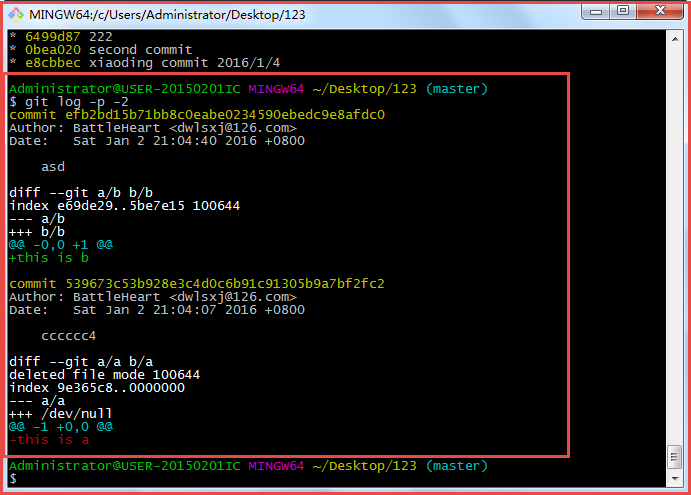 MINGW64:/c/Users/Administrator/Desktop/123
* 6499d87 222
* 0bea020 second commit
* e8cbbec xiaoding commit 2016/1/4
Administrator@USER-20150201IC MINGW64 ~/Desktop/123 (master)
$ git log -p -2
commit efb2bd15b71bb8c0eabe0234590ebedc9e8afdc0
Author: BattleHeart <dwlsxj@126.com>
Date:   Sat Jan 2 21:04:40 2016 +0800
    asd
diff --git a/b b/b
index e69de29..5be7e15 100644
--- a/b
+++ b/b
@@ -0,0 +1 @@
+this is b
commit 539673c53b928e3c4d0c6b91c91305b9a7bf2fc2
Author: BattleHeart <dwlsxj@126.com>
Date:   Sat Jan 2 21:04:07 2016 +0800
    cccccc4
diff --git a/a b/a
deleted file mode 100644
index 9e365c8..0000000
--- a/a
+++ /dev/null
@@ -1 +0,0 @@
-this is a
Administrator@USER-20150201IC MINGW64 ~/Desktop/123 (master)
$